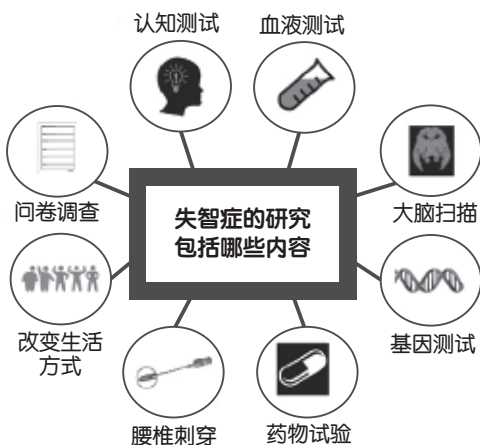 认知测试
血液测试
问卷调查
大脑扫描
失智症的研究
包括哪些内容
改变生活
方式
基因测试
腰椎刺穿
药物试验